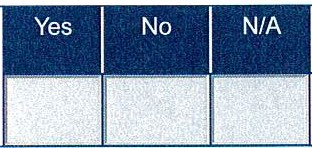 Yes No N/A